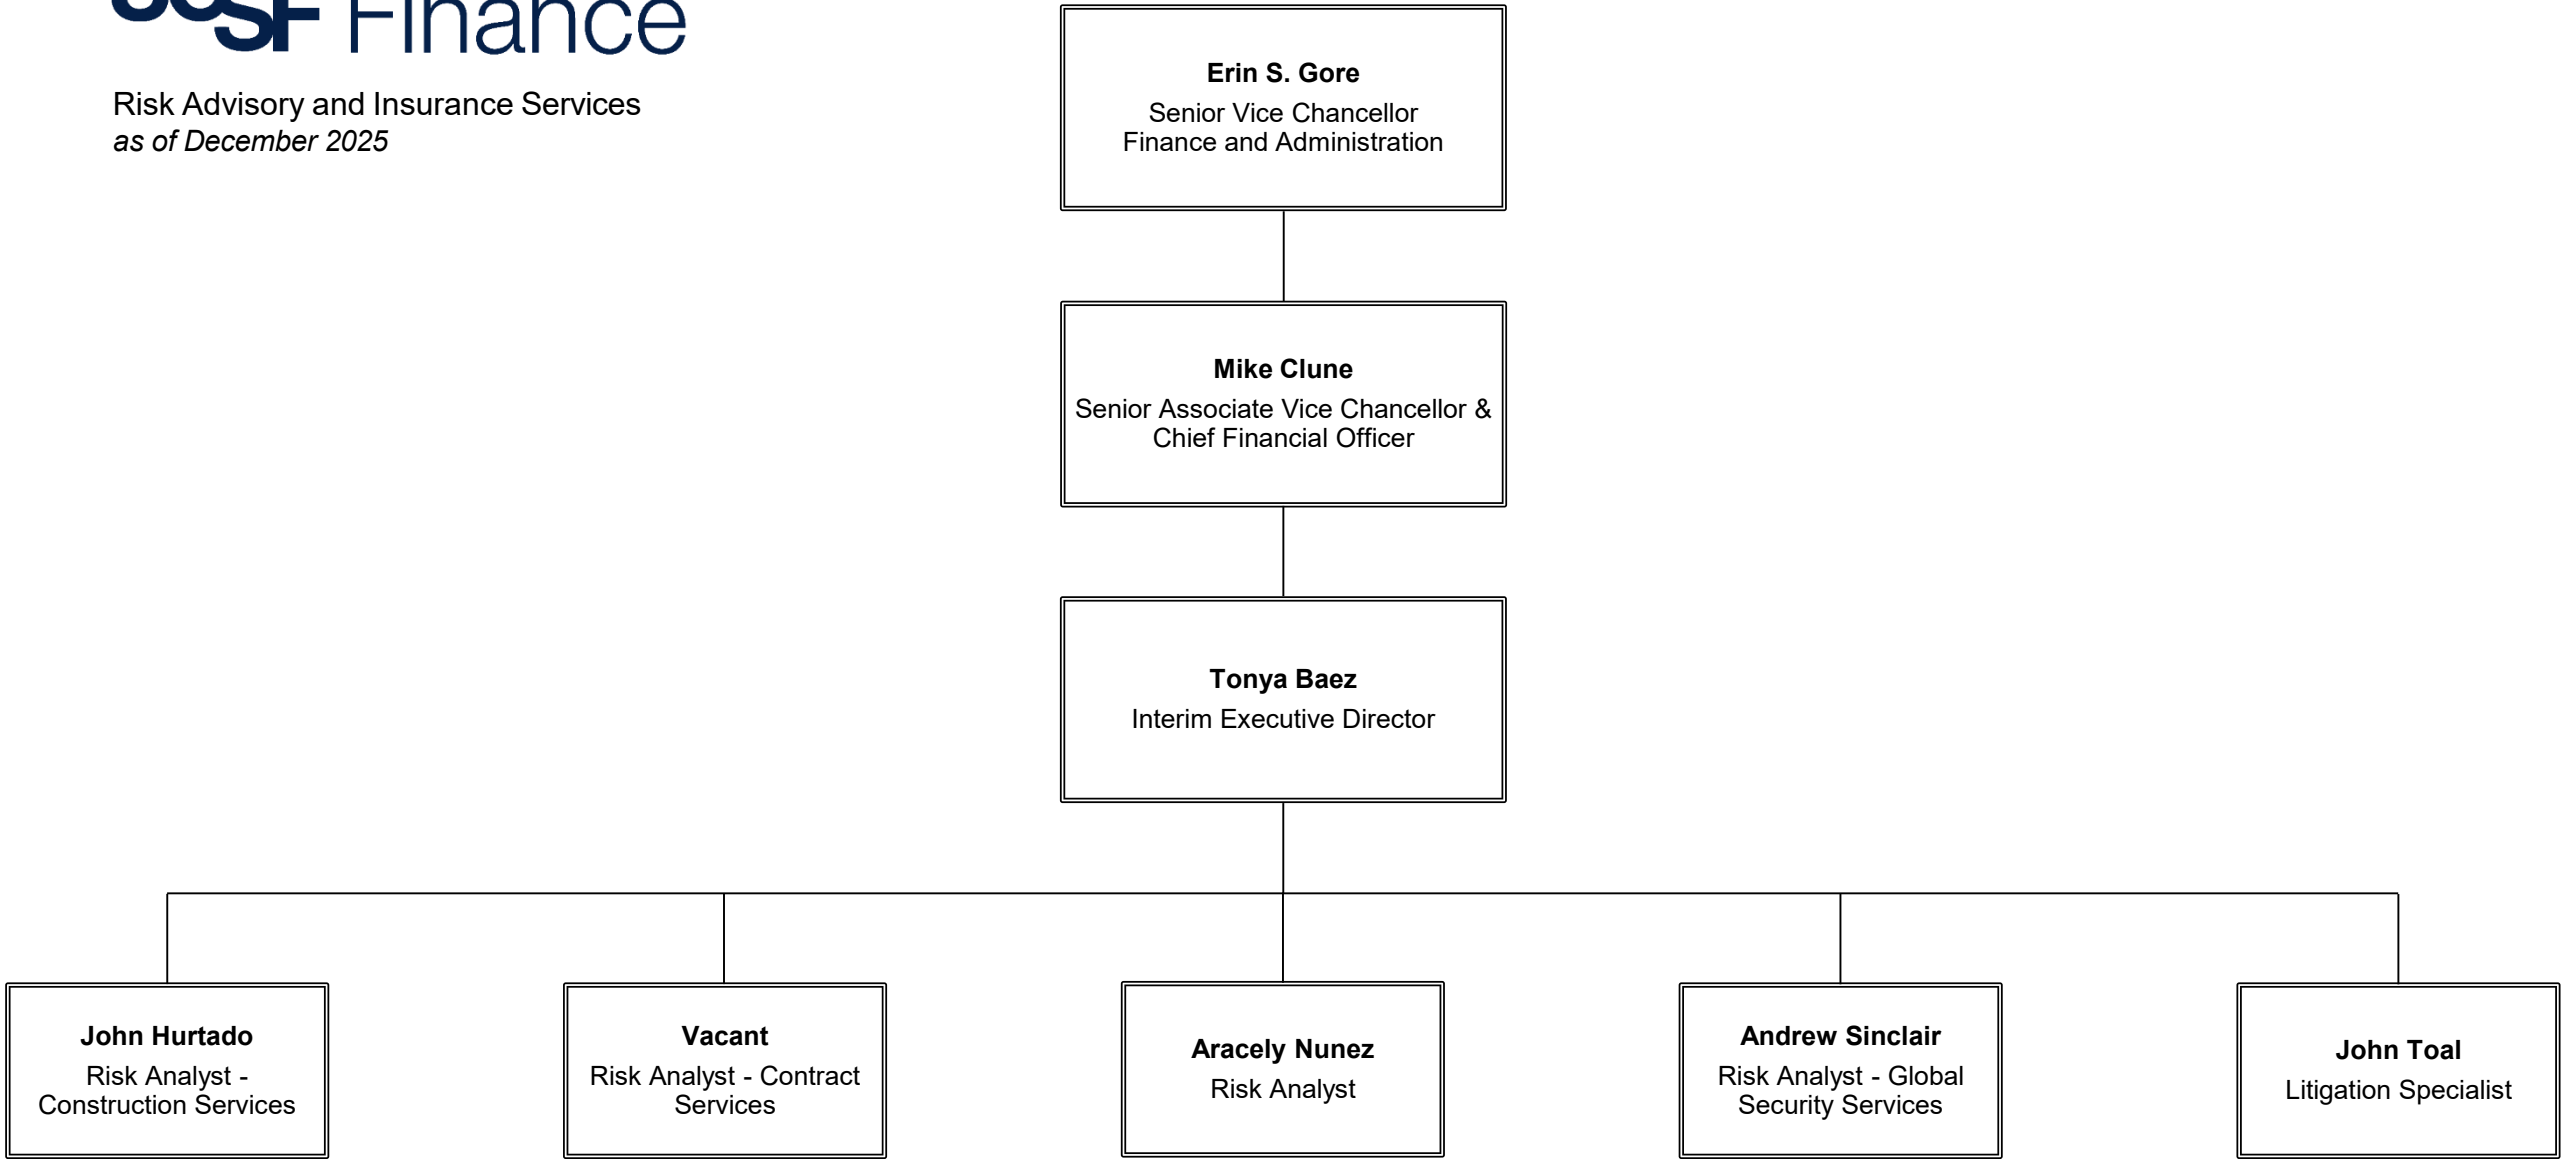 UCSF Finance
Risk Advisory and Insurance Services
as of December 2025
Erin S. Gore
Senior Vice Chancellor
Finance and Administration
Mike Clune
Senior Associate Vice Chancellor &
Chief Financial Officer
Tonya Baez
Interim Executive Director
John Hurtado
Risk Analyst -
Construction Services
Vacant
Risk Analyst - Contract
Services
Aracely Nunez
Risk Analyst
Andrew Sinclair
Risk Analyst - Global
Security Services
John Toal
Litigation Specialist